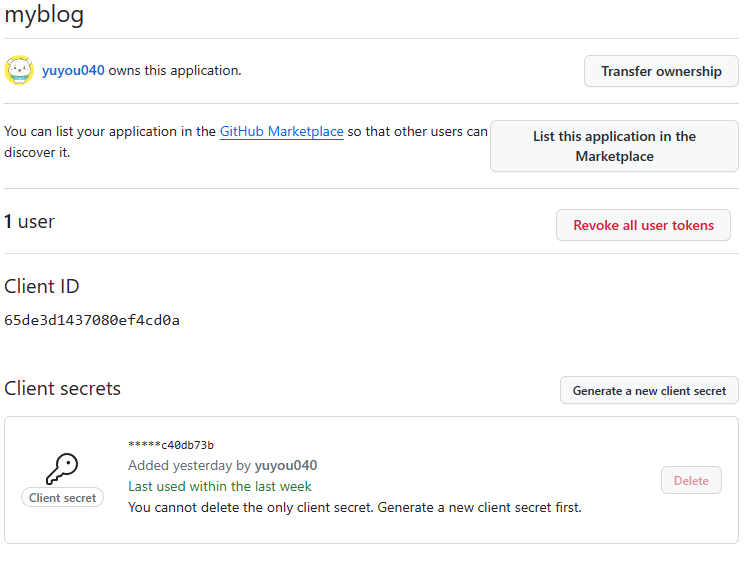 myblog
yuyou040 owns this application.
Transfer ownership
You can list your application in the GitHub Marketplace so that other users can
discover it.
List this application in the
Marketplace
1 user
Revoke all user tokens
Client ID
65de3d1437080ef4cd0a
Client secrets
Generate a new client secret
*****c40db73b
Added yesterday by yuyou040
Last used within the last week
You cannot delete the only client secret. Generate a new client secret first.
Client secret
Delete